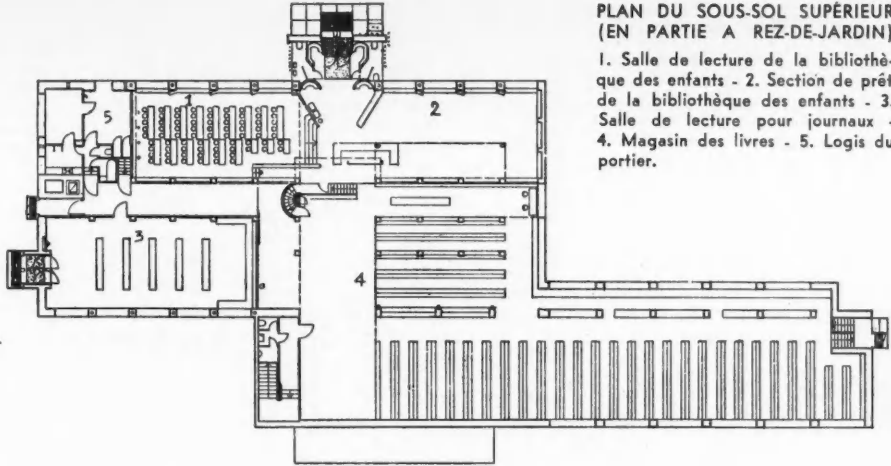 PLAN DU SOUS-SOL SUPÉRIEUR
(EN PARTIE A REZ-DE-JARDIN)
1. Salle de lecture de la bibliothè-
que des enfants - 2. Section de prêt
de la bibliothèque des enfants - 3.
Salle de lecture pour journaux -
4. Magasin des livres - 5. Logis du
portier.
1
2
5
3
4